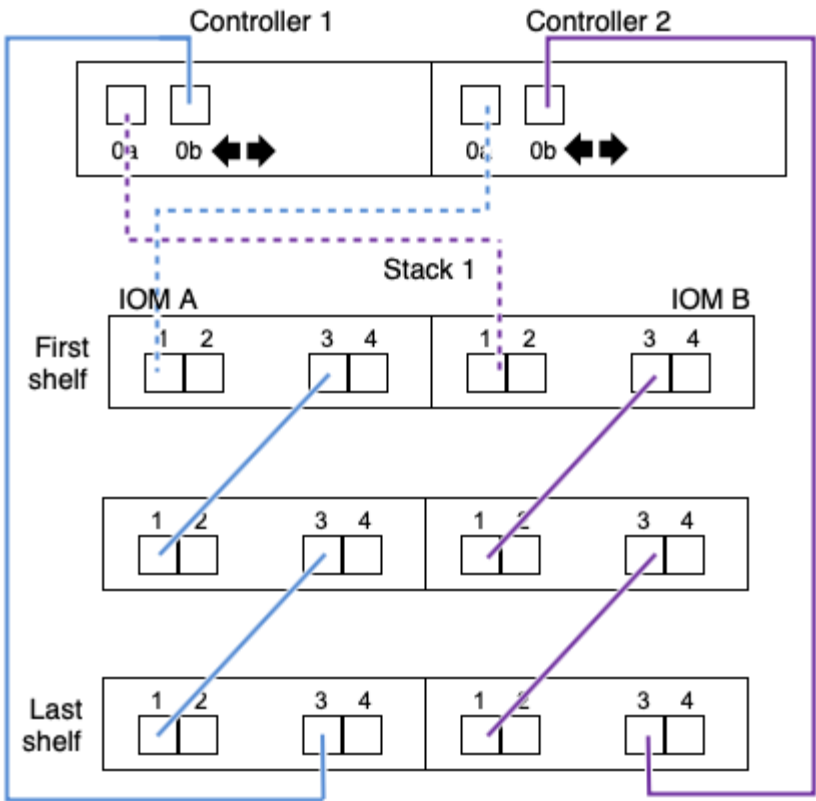 Controller 1 Controller 2
0a 0b 0a 0b
Stack 1
IOM A IOM B
1 2 3 4 1 2 3 4
First
shelf
1 2 3 4 1 2 3 4
1 2 3 4 1 2 3 4
Last
shelf